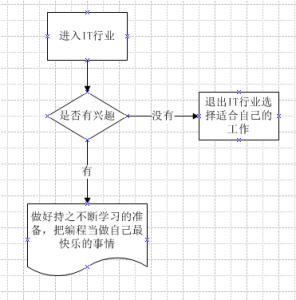 进入IT行业
是否有兴趣
没有
退出IT行业选
择适合自己的
工作
有
做好持之不断学习的准
备，把编程当做自己最
快乐的事情